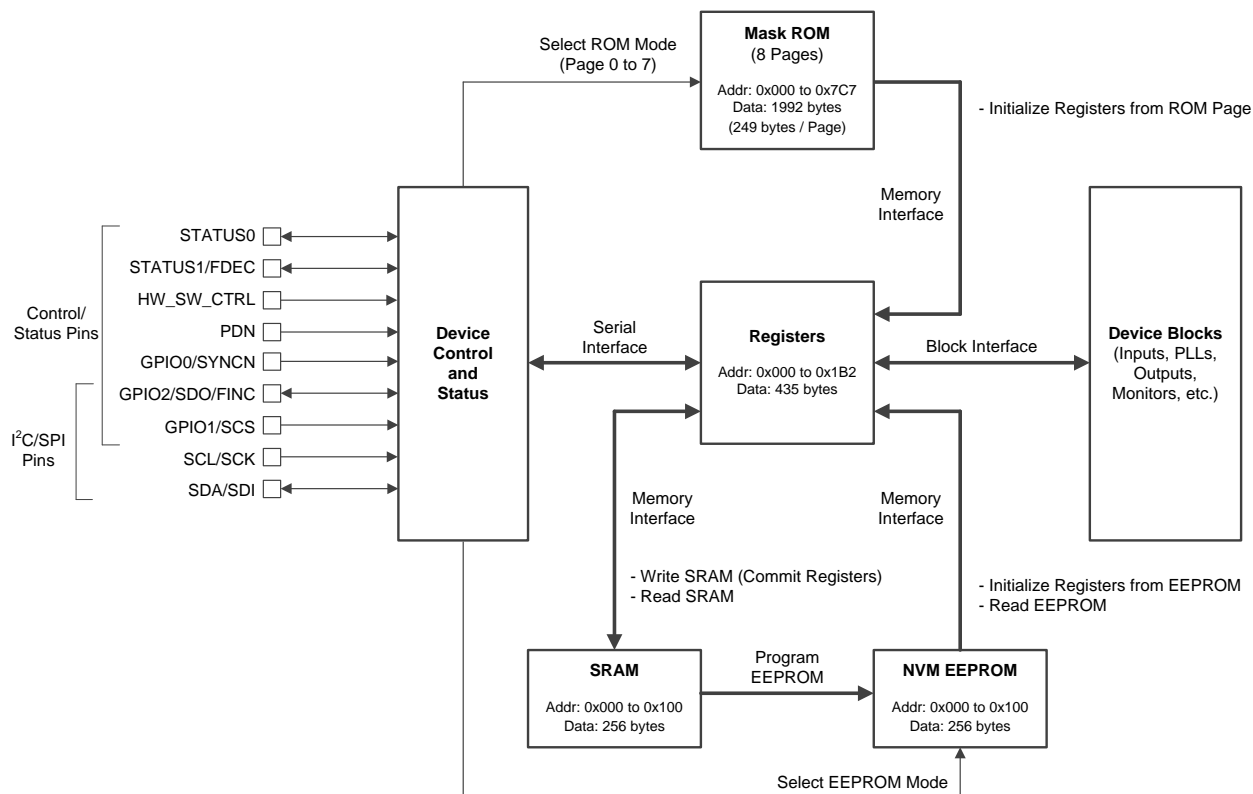 Mask ROM
(8 Pages)
Addr: 0x000 to 0x7C7
Data: 1992 bytes
(249 bytes / Page)
Select ROM Mode
(Page 0 to 7)
- Initialize Registers from ROM Page
Memory
Interface
Control/
Status Pins
I²C/SPI
Pins
STATUS0
STATUS1/FDEC
HW_SW_CTRL
PDN
GPIO0/SYNCN
GPIO2/SDO/FINC
GPIO1/SCS
SCL/SCK
SDA/SDI
Device
Control
and
Status
Serial
Interface
Registers
Addr: 0x000 to 0x1B2
Data: 435 bytes
Block Interface
Device Blocks
(Inputs, PLLs,
Outputs,
Monitors, etc.)
Memory
Interface
Memory
Interface
- Write SRAM (Commit Registers)
- Read SRAM
- Initialize Registers from EEPROM
- Read EEPROM
SRAM
Addr: 0x000 to 0x100
Data: 256 bytes
Program
EEPROM
NVM EEPROM
Addr: 0x000 to 0x100
Data: 256 bytes
Select EEPROM Mode